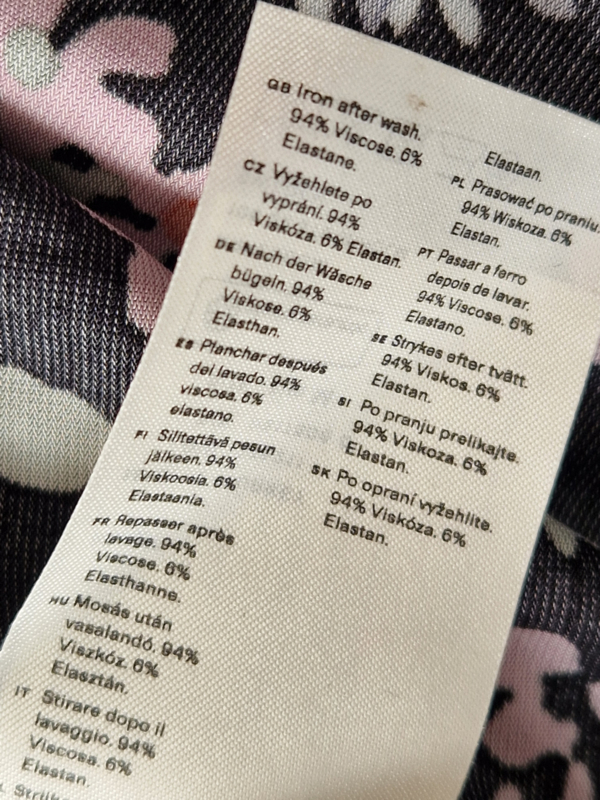 GB Iron after wash.
94% Viscose. 6%
Elastane.
CZ Vyžehlete po
vyprání. 94%
Viskóza. 6% Elastan.
DE Nach der Wäsche
bügeln. 94%
Viskose. 6%
Elasthan.
ES Planchar después
del lavado. 94%
viscosa. 6%
elastano.
FI Silitettävä pesun
jälkeen. 94%
Viskoosia. 6%
Elastaania.
FR Repasser après
lavage. 94%
Viscose. 6%
Elasthanne.
HU Mosás után
vasalandó. 94%
Viszkóz. 6%
Elasztán.
IT Stirare dopo il
lavaggio. 94%
Viscosa. 6%
Elastan.
Elastaan.
PL Prasować po praniu.
94% Wiskoza. 6%
Elastan.
PT Passar a ferro
depois de lavar.
94% Viscose. 6%
Elastano.
SE Strykes efter tvätt.
94% Viskos. 6%
Elastan.
SI Po pranju prelikajte.
94% Viskoza. 6%
Elastan.
SK Po opraní vyžehlite.
94% Viskóza. 6%
Elastan.